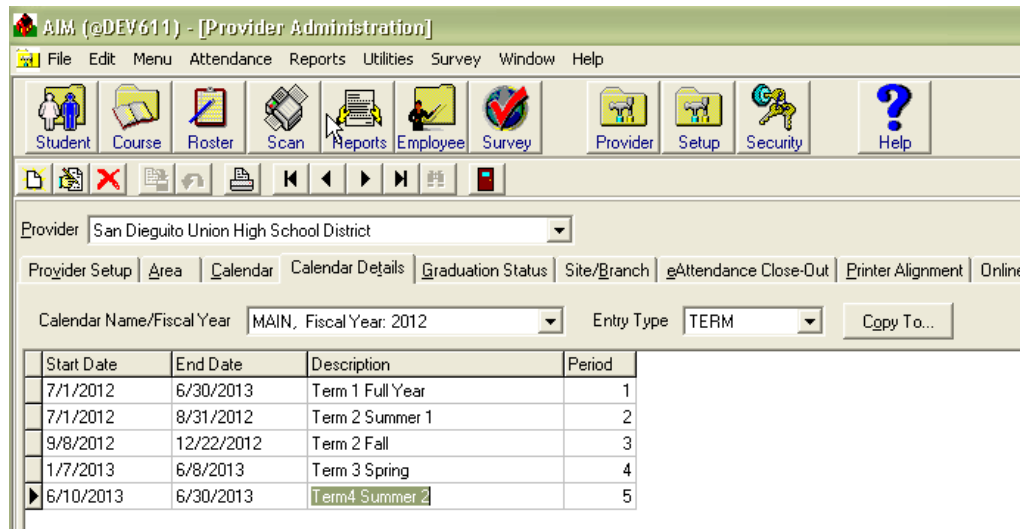 AIM (@DEV611) - [Provider Administration]
File Edit Menu Attendance Reports Utilities Survey Window Help
Student Course Roster Scan Reports Employee Survey Provider Setup Security Help
Provider San Dieguito Union High School District
Provider Setup Area Calendar Calendar Details Graduation Status Site/Branch eAttendance Close-Out Printer Alignment Online
Calendar Name/Fiscal Year MAIN, Fiscal Year: 2012 Entry Type TERM Copy To...
Start Date End Date Description Period
7/1/2012 6/30/2013 Term 1 Full Year 1
7/1/2012 8/31/2012 Term 2 Summer 1 2
9/8/2012 12/22/2012 Term 2 Fall 3
1/7/2013 6/8/2013 Term 3 Spring 4
6/10/2013 6/30/2013 Term4 Summer 2 5